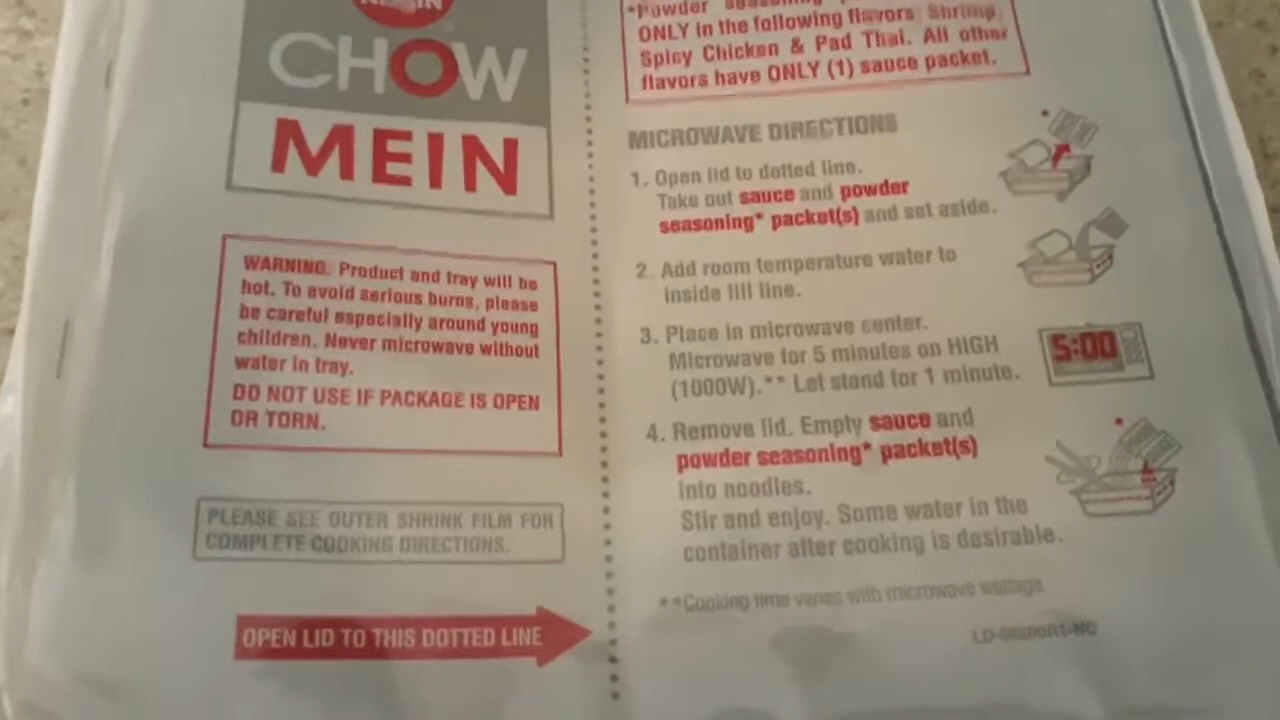 CHOW
MEIN
WARNING: Product and tray will be
hot. To avoid serious burns, please
be careful especially around young
children. Never microwave without
water in tray.
DO NOT USE IF PACKAGE IS OPEN
OR TORN.
PLEASE SEE OUTER SHRINK FILM FOR
COMPLETE COOKING DIRECTIONS.
OPEN LID TO THIS DOTTED LINE
*Powder seasoning
ONLY in the following flavors: Shrimp,
Spicy Chicken & Pad Thai. All other
flavors have ONLY (1) sauce packet.
MICROWAVE DIRECTIONS
1. Open lid to dotted line.
Take out sauce and powder
seasoning* packet(s) and set aside.
2. Add room temperature water to
inside fill line.
3. Place in microwave center.
Microwave for 5 minutes on HIGH
(1000W).** Let stand for 1 minute.
5:00
4. Remove lid. Empty sauce and
powder seasoning* packet(s)
into noodles.
Stir and enjoy. Some water in the
container after cooking is desirable.
**Cooking time varies with microwave wattage